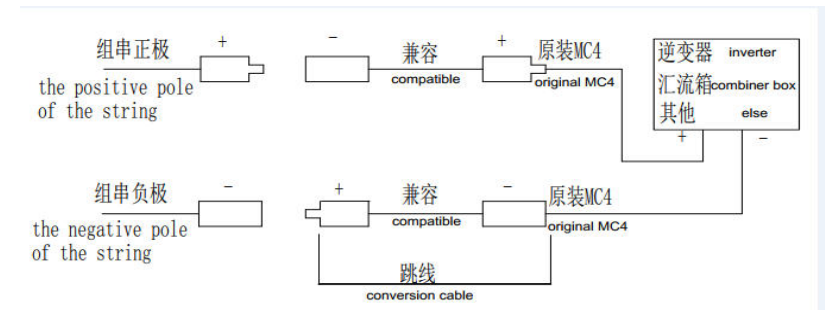 组串正极
+
the positive pole
of the string
−
兼容
compatible
+
原装MC4
original MC4
逆变器 inverter
汇流箱combiner box
其他 else
+
−
组串负极
−
the negative pole
of the string
+
兼容
compatible
−
原装MC4
original MC4
跳线
conversion cable